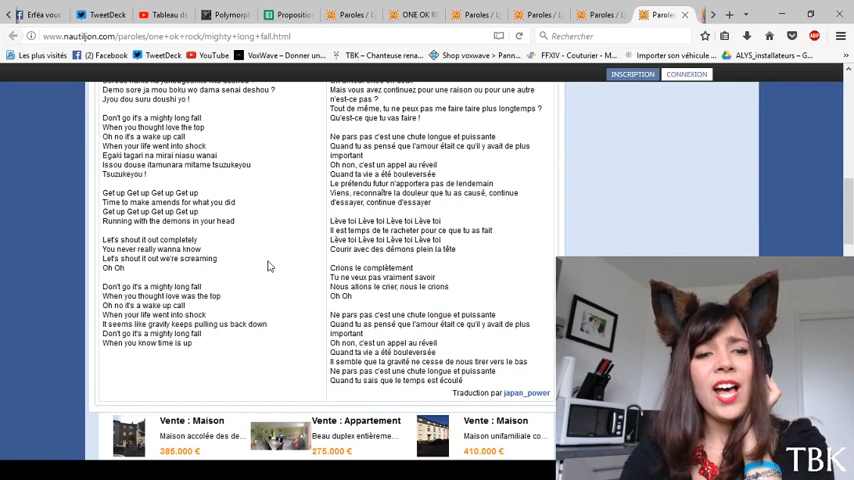 Erfëa vouz
TweetDeck
Tableau de
Polymorph
Proposition
Paroles / Ly
ONE OK RO
Paroles / Ly
Paroles / Ly
Paroles / Ly
Paroles
www.nautiljon.com/paroles/one+ok+rock/mighty+long+fall.html
Rechercher
Les plus visités
(2) Facebook
TweetDeck
YouTube
VoxWave – Donner un...
TBK – Chanteuse rena...
Shop voxwave > Pann...
FFXIV - Couturier - M...
Importer son véhicule ...
ALYS_installateurs – G...
INSCRIPTION
CONNEXION
Demo sore ja mou boku wo dama senai deshou ?
Jyou dou suru doushi yo !
Don't go it's a mighty long fall
When you thought love the top
Oh no it's a wake up call
When your life went into shock
Egaki tagari na mirai niasu wanai
Issou douse itamunara mitame tsuzukeyou
Tsuzukeyou !
Get up Get up Get up Get up
Time to make amends for what you did
Get up Get up Get up Get up
Running with the demons in your head
Let's shout it out completely
You never really wanna know
Let's shout it out we're screaming
Oh Oh
Don't go it's a mighty long fall
When you thought love was the top
Oh no it's a wake up call
When your life went into shock
It seems like gravity keeps pulling us back down
Don't go it's a mighty long fall
When you know time is up
Mais vous avez continuez pour une raison ou pour une autre
n'est-ce pas ?
Tout de même, tu ne peux pas me faire taire plus longtemps ?
Qu'est-ce que tu vas faire !
Ne pars pas c'est une chute longue et puissante
Quand tu as pensé que l'amour était ce qu'il y avait de plus
important
Oh non, c'est un appel au réveil
Quand ta vie a été bouleversée
Le prétendu futur n'apportera pas de lendemain
Viens, reconnaître la douleur que tu as causé, continue
d'essayer, continue d'essayer
Lève toi Lève toi Lève toi Lève toi
Il est temps de te racheter pour ce que tu as fait
Lève toi Lève toi Lève toi Lève toi
Courir avec des démons plein la tête
Crions le complètement
Tu ne veux pas vraiment savoir
Nous allons le crier, nous le crions
Oh Oh
Ne pars pas c'est une chute longue et puissante
Quand tu as pensé que l'amour était ce qu'il y avait de plus
important
Oh non, c'est un appel au réveil
Quand ta vie a été bouleversée
Il semble que la gravité ne cesse de nous tirer vers le bas
Ne pars pas c'est une chute longue et puissante
Quand tu sais que le temps est écoulé
Traduction par japan_power
Vente : Maison
Maison accolée des de...
385.000 €
Vente : Appartement
Beau duplex entièreme...
275.000 €
Vente : Maison
Maison unifamiliale co...
410.000 €
TBK